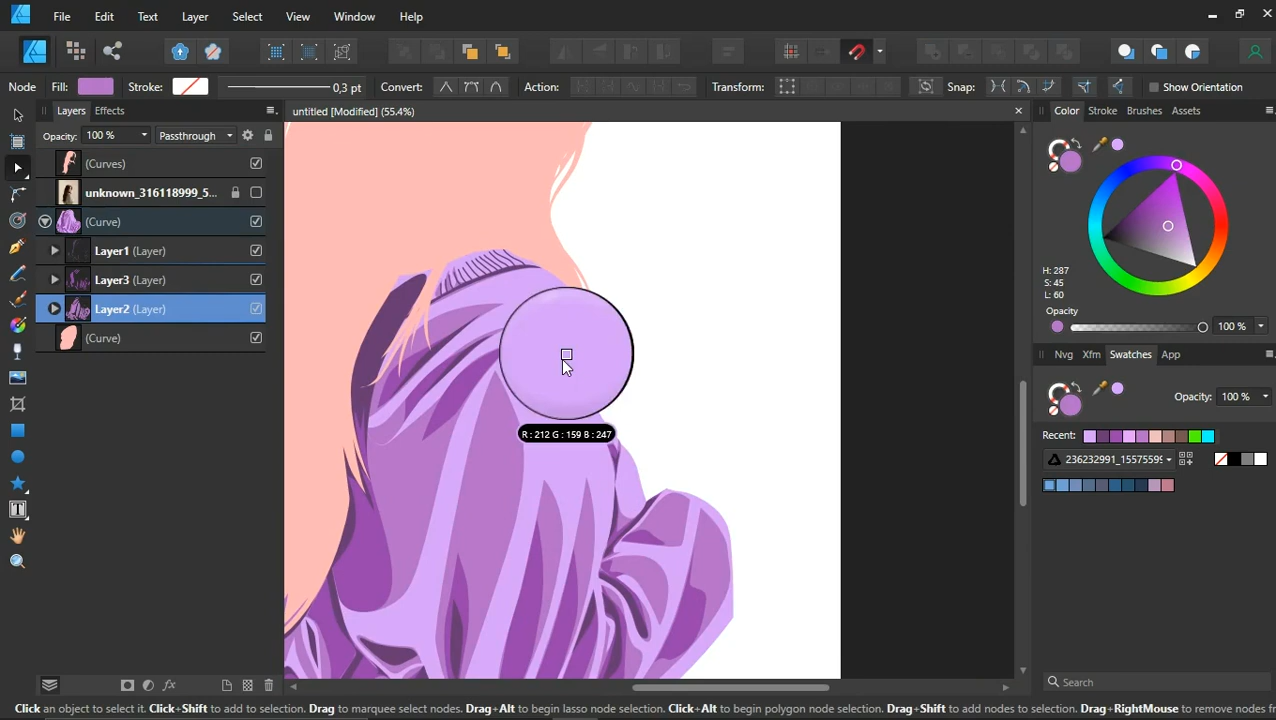 File Edit Text Layer Select View Window Help
Node Fill: Stroke: 0,3 pt Convert: Action: Transform: Snap: Show Orientation
Layers Effects
untitled [Modified] (55.4%)
Color Stroke Brushes Assets
Opacity: 100 % Passthrough
(Curves)
unknown_316118999_5...
(Curve)
Layer1 (Layer)
Layer3 (Layer)
Layer2 (Layer)
(Curve)
R : 212 G : 159 B : 247
H: 287
S: 45
L: 60
Opacity
100 %
Nvg Xfm Swatches App
Opacity: 100 %
Recent:
Search
Click an object to select it. Click+Shift to add to selection. Drag to marquee select nodes. Drag+Alt to begin lasso node selection. Click+Alt to begin polygon node selection. Drag+Shift to add nodes to selection. Drag+RightMouse to remove nodes f